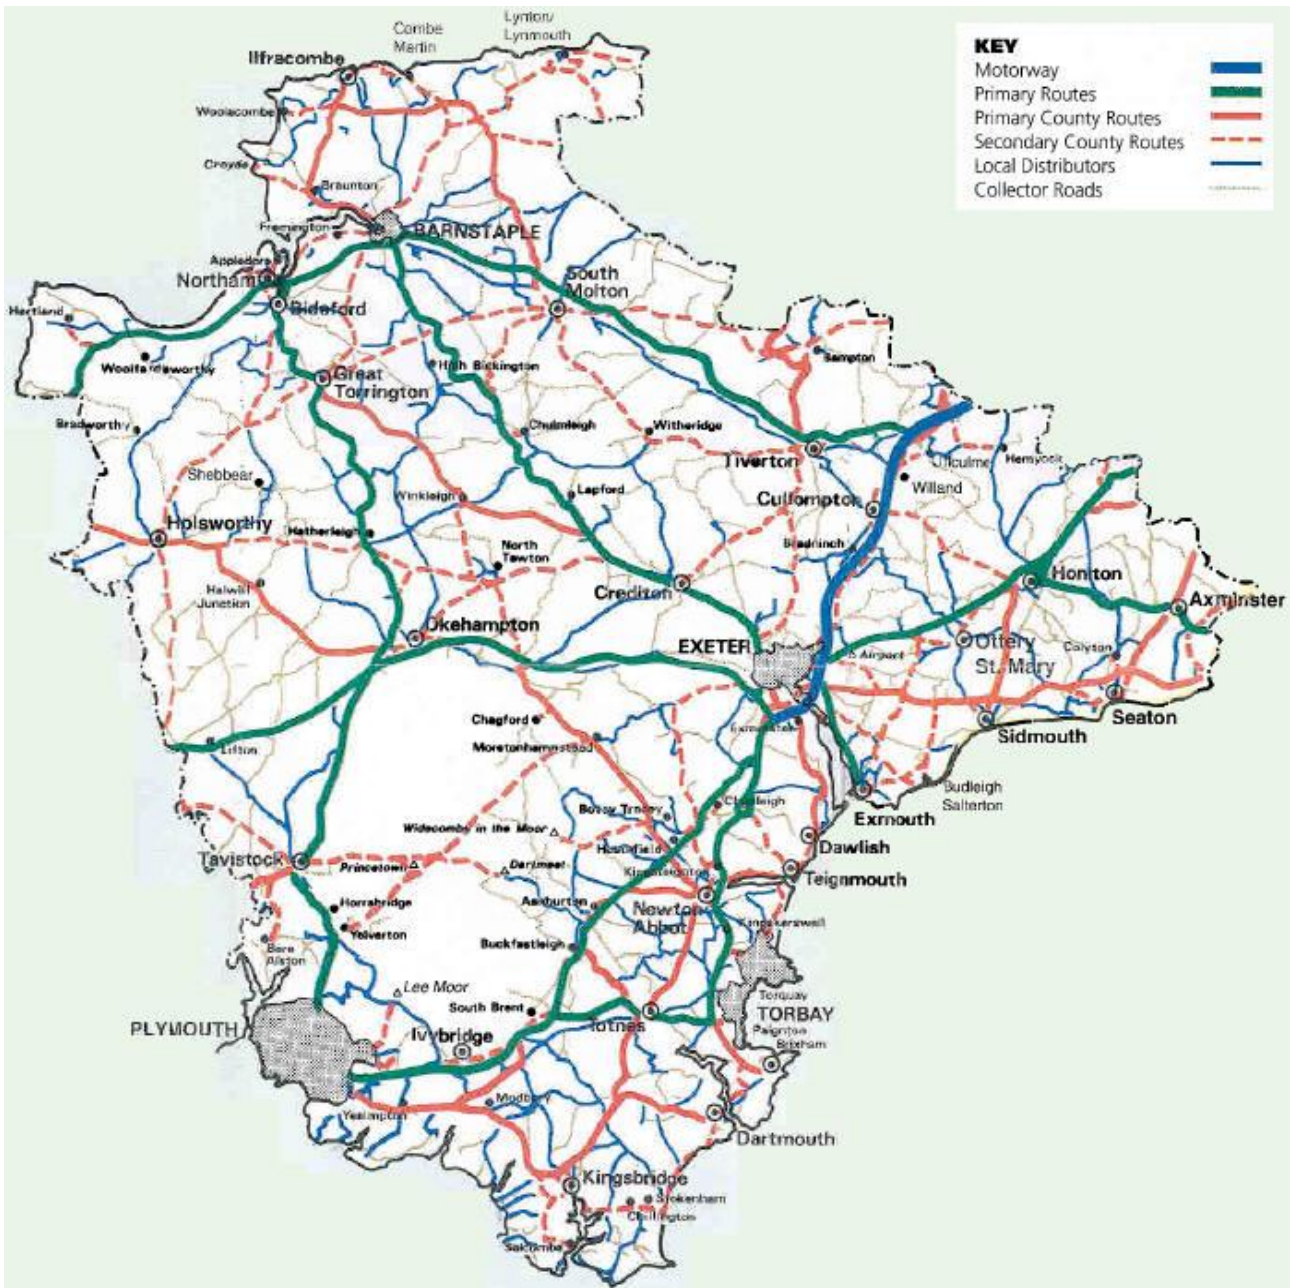 Lynton/
Lynmouth
Combe
Martin
Ilfracombe
KEY
Motorway
Primary Routes
Primary County Routes
Secondary County Routes
Local Distributors
Collector Roads
Woolacombe
Croyde
Braunton
Fremington
BARNSTAPLE
Appledore
Northam
South
Molton
Bideford
Hartland
Woolfardisworthy
High Bickington
Bampton
Great
Torrington
Bradworthy
Chulmleigh
Witheridge
Tiverton
Uffculme
Hemyock
Shebbear
Willand
Winkleigh
Lapford
Cullompton
Holsworthy
Hatherleigh
Bradninch
North
Tawton
Halwill
Junction
Crediton
Honiton
Axminster
Okehampton
EXETER
Airport
Ottery
St. Mary
Colyton
Chagford
Seaton
Sidmouth
Lifton
Moretonhampstead
Exminster
Budleigh
Salterton
Chudleigh
Bovey Tracey
Exmouth
Widecombe in the Moor
Heathfield
Dawlish
Tavistock
Princetown
Dartmeet
Kingsteignton
Teignmouth
Horrabridge
Ashburton
Newton
Abbot
Kingskerswell
Yelverton
Buckfastleigh
Bere
Alston
Lee Moor
Torquay
South Brent
TORBAY
PLYMOUTH
Totnes
Paignton
Ivybridge
Brixham
Yealmpton
Modbury
Dartmouth
Kingsbridge
Stokenham
Chillington
Salcombe